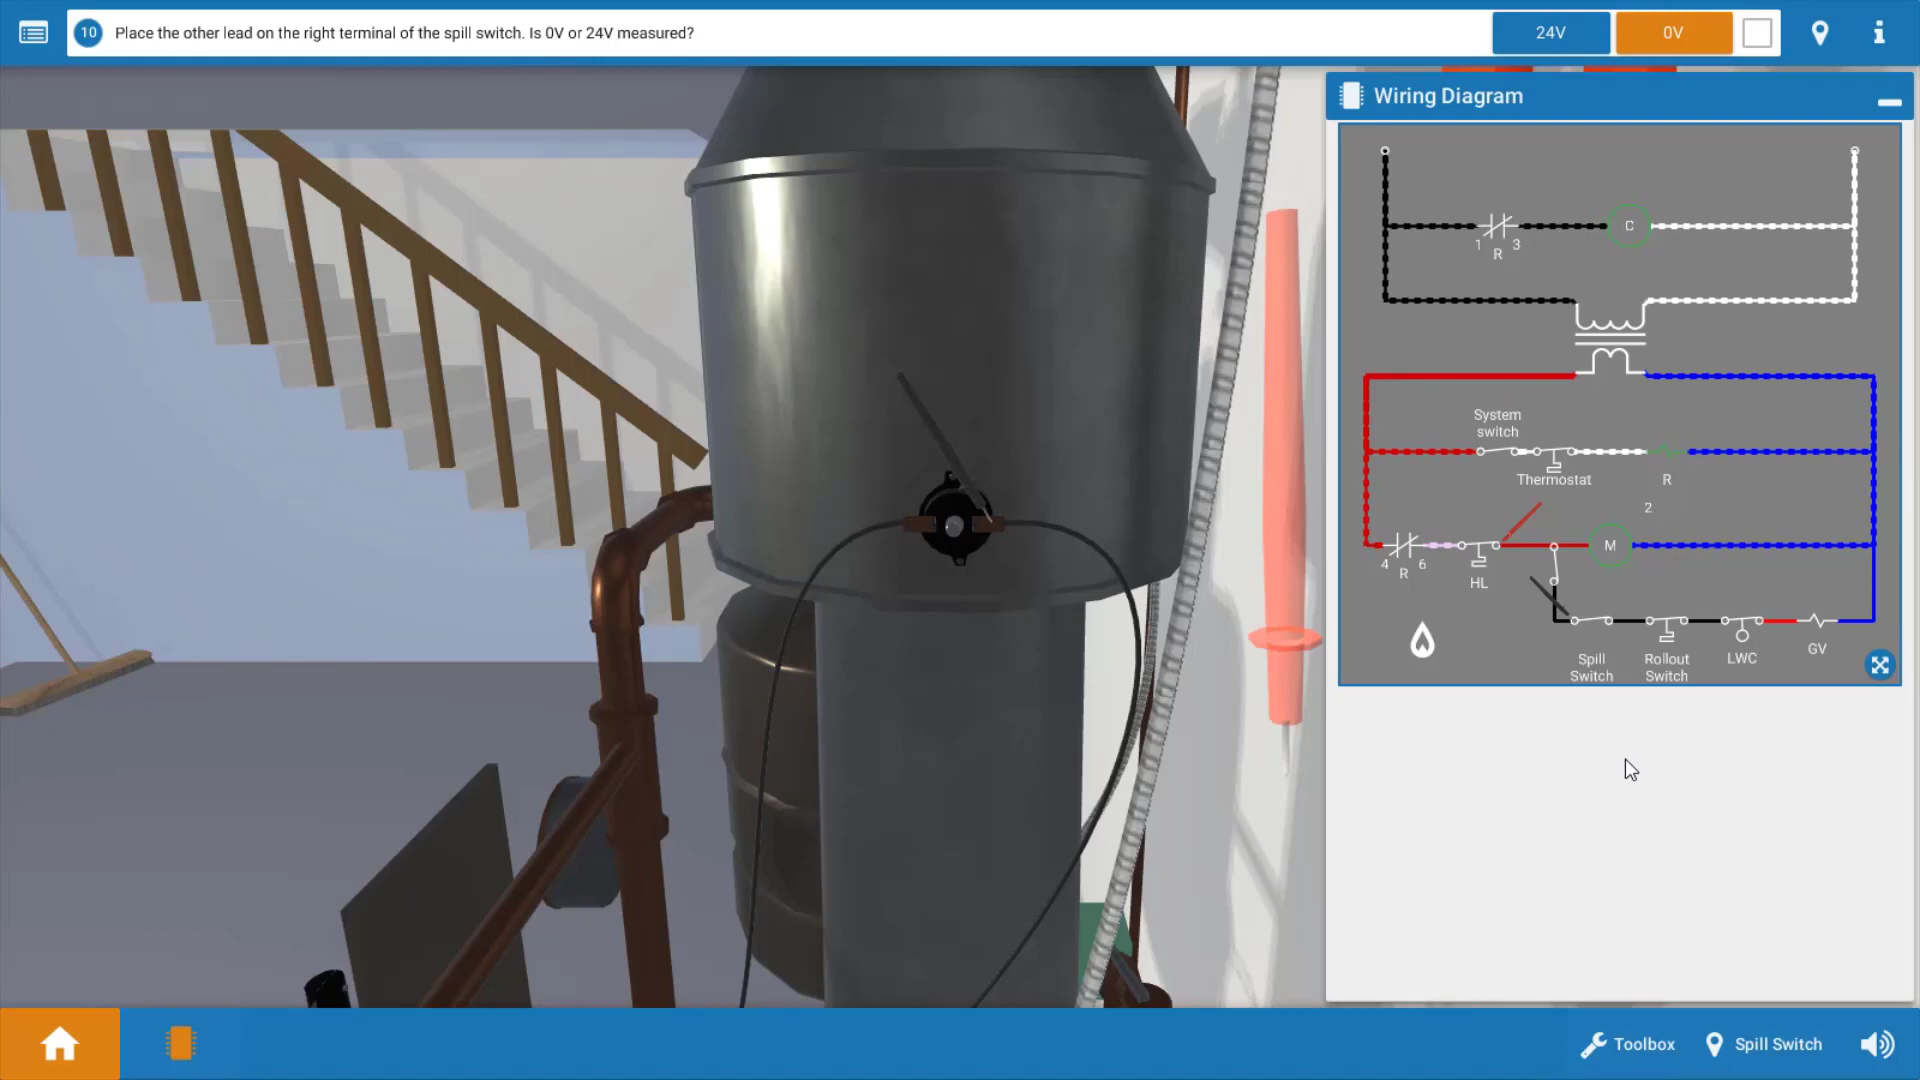 10 Place the other lead on the right terminal of the spill switch. Is 0V or 24V measured?
24V
0V
Wiring Diagram
C
1 3
R
System
switch
Thermostat
R
2
M
4 6
R
HL
Spill
Switch
Rollout
Switch
LWC
GV
Toolbox
Spill Switch